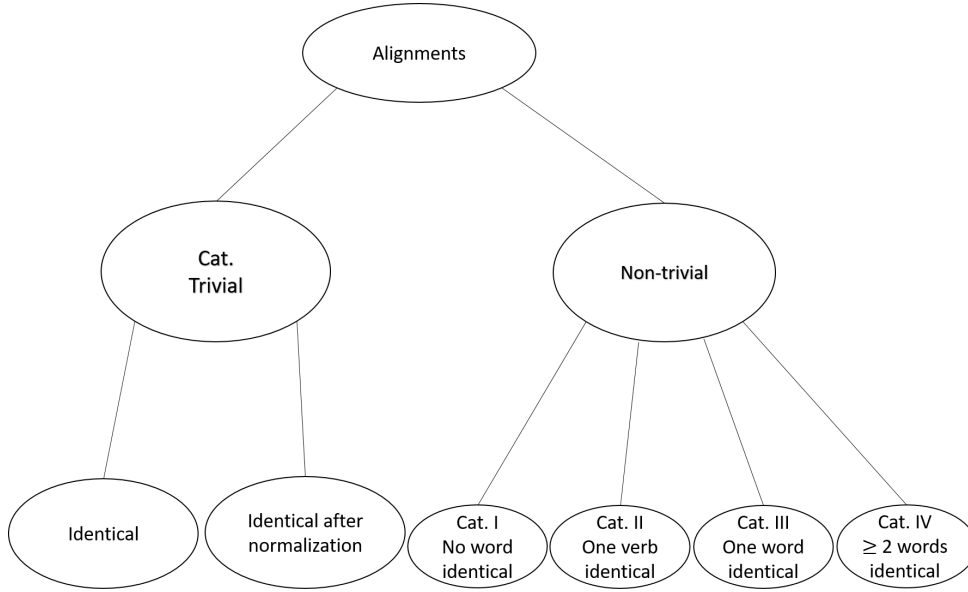 Alignments
Cat.
Trivial
Non-trivial
Identical
Identical after
normalization
Cat. I
No word
identical
Cat. II
One verb
identical
Cat. III
One word
identical
Cat. IV
≥ 2 words
identical